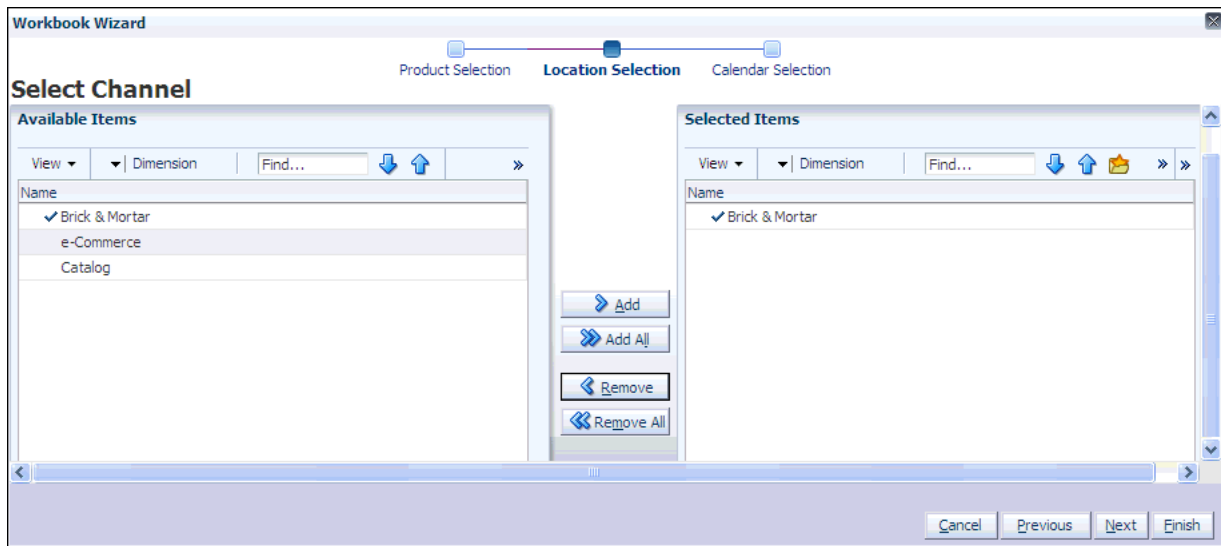 Workbook Wizard
Product Selection
Location Selection
Calendar Selection
Select Channel
Available Items
View
Dimension
Find...
»
Name
Brick & Mortar
e-Commerce
Catalog
Add
Add All
Remove
Remove All
Selected Items
View
Dimension
Find...
» »
Name
Brick & Mortar
Cancel
Previous
Next
Finish